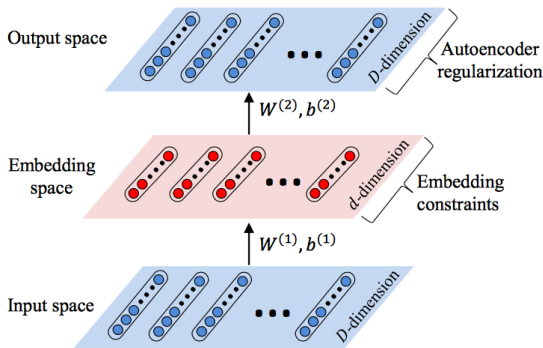 Output space
D-dimension
Autoencoder
regularization
W⁽²⁾, b⁽²⁾
Embedding
space
d-dimension
Embedding
constraints
W⁽¹⁾, b⁽¹⁾
Input space
D-dimension